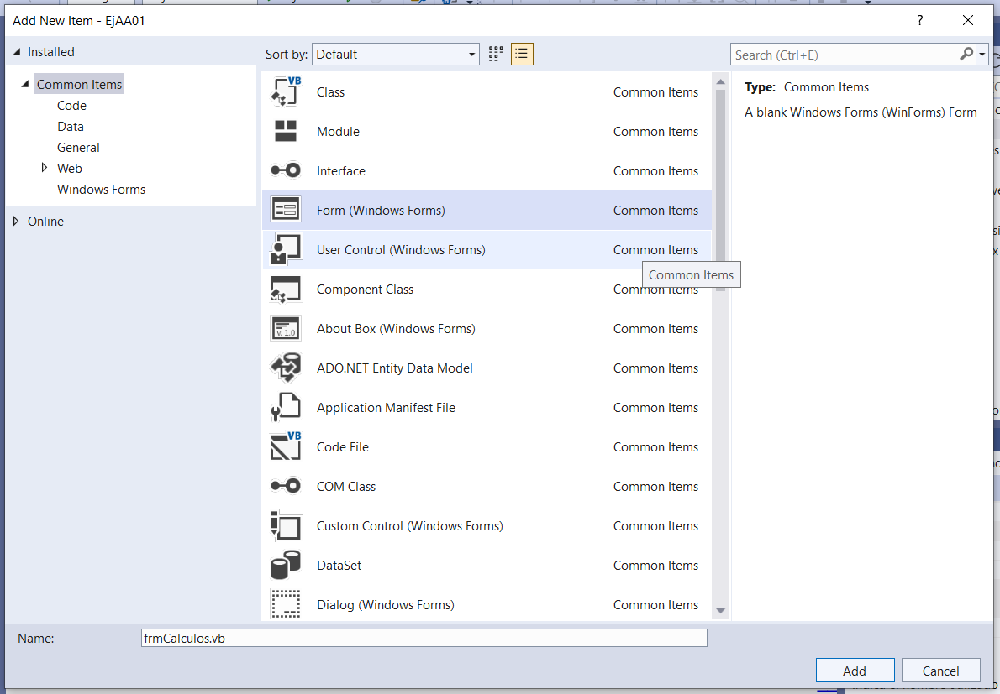 Add New Item - EjAA01
?
Installed
Sort by: Default
Search (Ctrl+E)
Common Items
Code
Data
General
Web
Windows Forms
Online
VB Class Common Items
Module Common Items
Interface Common Items
Form (Windows Forms) Common Items
User Control (Windows Forms) Common Items
Common Items
Component Class Common Items
v. 1.0 About Box (Windows Forms) Common Items
ADO.NET Entity Data Model Common Items
Application Manifest File Common Items
VB Code File Common Items
COM Class Common Items
Custom Control (Windows Forms) Common Items
DataSet Common Items
Dialog (Windows Forms) Common Items
Type: Common Items
A blank Windows Forms (WinForms) Form
Name: frmCalculos.vb
Add
Cancel